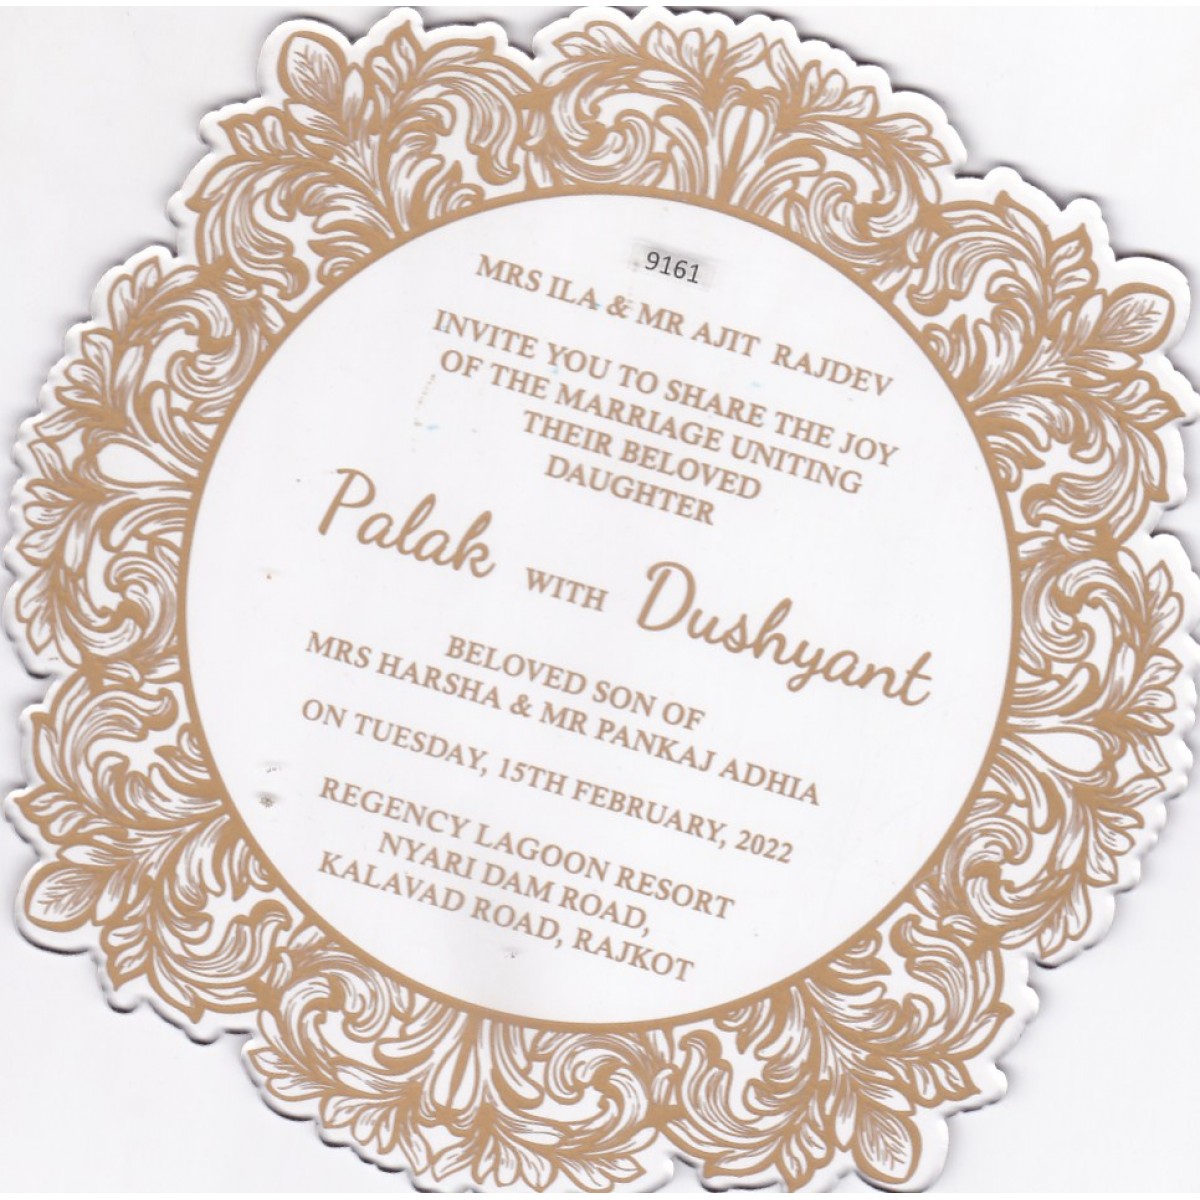 9161
MRS ILA & MR AJIT RAJDEV
INVITE YOU TO SHARE THE JOY
OF THE MARRIAGE UNITING
THEIR BELOVED
DAUGHTER
Palak WITH Dushyant
BELOVED SON OF
MRS HARSHA & MR PANKAJ ADHIA
ON TUESDAY, 15TH FEBRUARY, 2022
REGENCY LAGOON RESORT
NYARI DAM ROAD,
KALAVAD ROAD, RAJKOT